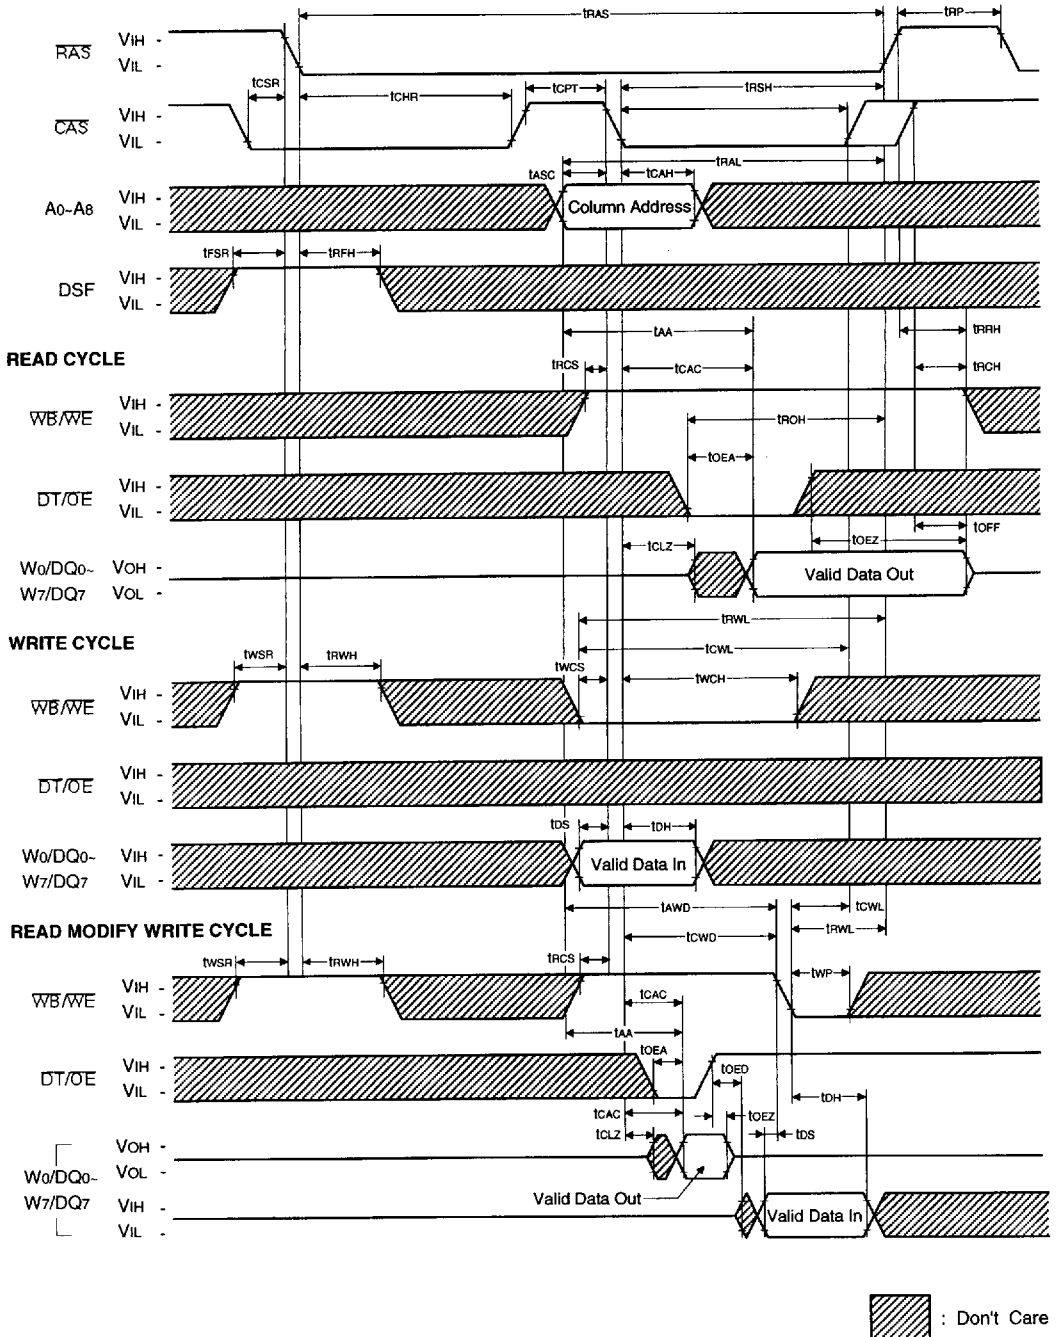 tRAS tRP
RAS VIH -
VIL -
tCSR tCHR tCPT tRSH
CAS VIH -
VIL -
tRAL
tASC tCAH
A0~A8 VIH -
VIL -
Column Address
tFSR tRFH
DSF VIH -
VIL -
tAA tRRH
READ CYCLE
tRCS tCAC tRCH
WB/WE VIH -
VIL -
tROH
tOEA
DT/OE VIH -
VIL -
tOFF
tCLZ tOEZ
W0/DQ0~ VOH -
W7/DQ7 VOL -
Valid Data Out
tRWL
WRITE CYCLE
tCWL
tWSR tRWH tWCS tWCH
WB/WE VIH -
VIL -
DT/OE VIH -
VIL -
tDS tDH
W0/DQ0~ VIH -
W7/DQ7 VIL -
Valid Data In
tAWD tCWL
READ MODIFY WRITE CYCLE
tCWD tRWL
tWSR tRWH tRCS tWP
WB/WE VIH -
VIL -
tCAC
tAA
tOEA tOED
DT/OE VIH -
VIL -
tDH
tCAC tOEZ
tCLZ tDS
VOH -
W0/DQ0~ VOL -
W7/DQ7 VIH -
VIL -
Valid Data Out
Valid Data In
: Don't Care